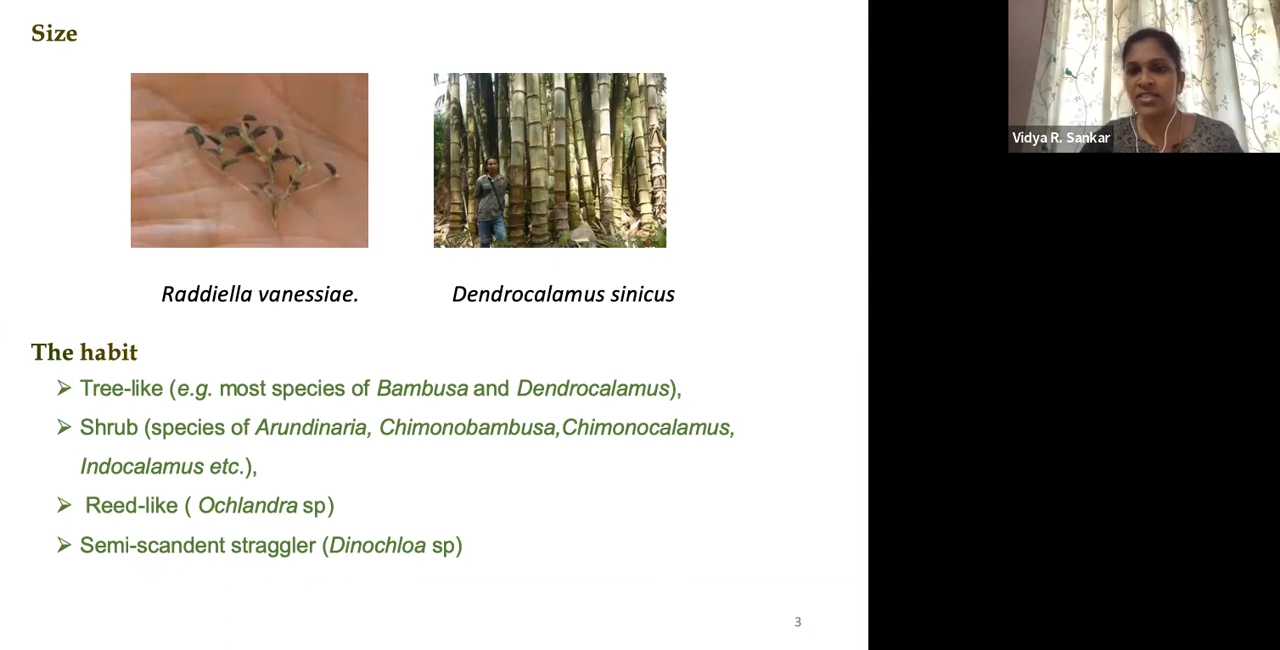 Size
Vidya R. Sankar
Raddiella vanessiae.
Dendrocalamus sinicus
The habit
➢ Tree-like (e.g. most species of Bambusa and Dendrocalamus),
➢ Shrub (species of Arundinaria, Chimonobambusa,Chimonocalamus,
Indocalamus etc.),
➢ Reed-like ( Ochlandra sp)
➢ Semi-scandent straggler (Dinochloa sp)
3